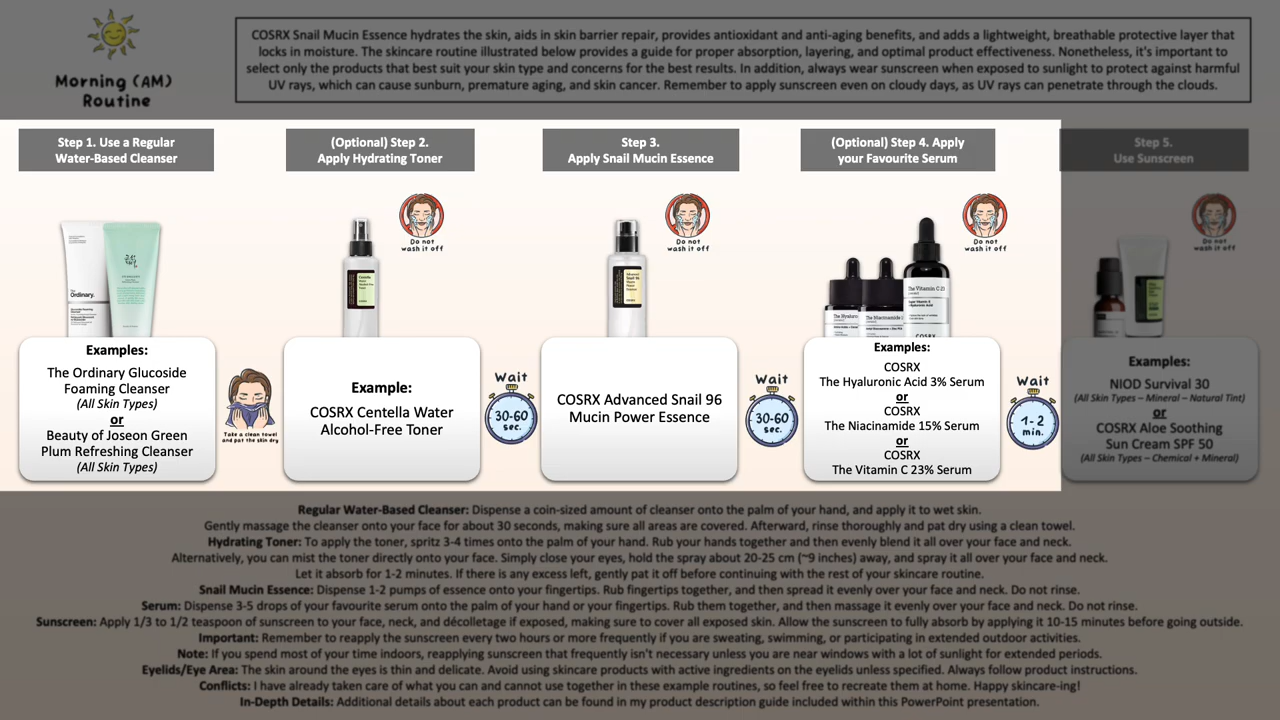 COSRX Snail Mucin Essence hydrates the skin, aids in skin barrier repair, provides antioxidant and anti-aging benefits, and adds a lightweight, breathable protective layer that
locks in moisture. The skincare routine illustrated below provides a guide for proper absorption, layering, and optimal product effectiveness. Nonetheless, it's important to
select only the products that best suit your skin type and concerns for the best results. In addition, always wear sunscreen when exposed to sunlight to protect against harmful
UV rays, which can cause sunburn, premature aging, and skin cancer. Remember to apply sunscreen even on cloudy days, as UV rays can penetrate through the clouds.
Morning (AM)
Routine
Step 1. Use a Regular
Water-Based Cleanser
(Optional) Step 2.
Apply Hydrating Toner
Step 3.
Apply Snail Mucin Essence
(Optional) Step 4. Apply
your Favourite Serum
Step 5.
Use Sunscreen
Do not
wash it off
Do not
wash it off
Do not
wash it off
Do not
wash it off
Ordinary.
Centella
The Hyaluronic
The Niacinamide
The Vitamin C 23
COSRX
Examples:
The Ordinary Glucoside
Foaming Cleanser
(All Skin Types)
or
Beauty of Joseon Green
Plum Refreshing Cleanser
(All Skin Types)
Take a clean towel
and pat the skin dry
Example:
COSRX Centella Water
Alcohol-Free Toner
Wait
30-60
sec.
COSRX Advanced Snail 96
Mucin Power Essence
Wait
30-60
sec.
Examples:
COSRX
The Hyaluronic Acid 3% Serum
or
COSRX
The Niacinamide 15% Serum
or
COSRX
The Vitamin C 23% Serum
Wait
1-2
min.
Examples:
NIOD Survival 30
(All Skin Types – Mineral – Natural Tint)
or
COSRX Aloe Soothing
Sun Cream SPF 50
(All Skin Types – Chemical + Mineral)
Regular Water-Based Cleanser: Dispense a coin-sized amount of cleanser onto the palm of your hand, and apply it to wet skin.
Gently massage the cleanser onto your face for about 30 seconds, making sure all areas are covered. Afterward, rinse thoroughly and pat dry using a clean towel.
Hydrating Toner: To apply the toner, spritz 3-4 times onto the palm of your hand. Rub your hands together and then evenly blend it all over your face and neck.
Alternatively, you can mist the toner directly onto your face. Simply close your eyes, hold the spray about 20-25 cm (~9 inches) away, and spray it all over your face and neck.
Let it absorb for 1-2 minutes. If there is any excess left, gently pat it off before continuing with the rest of your skincare routine.
Snail Mucin Essence: Dispense 1-2 pumps of essence onto your fingertips. Rub fingertips together, and then spread it evenly over your face and neck. Do not rinse.
Serum: Dispense 3-5 drops of your favourite serum onto the palm of your hand or your fingertips. Rub them together, and then massage it evenly over your face and neck. Do not rinse.
Sunscreen: Apply 1/3 to 1/2 teaspoon of sunscreen to your face, neck, and décolletage if exposed, making sure to cover all exposed skin. Allow the sunscreen to fully absorb by applying it 10-15 minutes before going outside.
Important: Remember to reapply the sunscreen every two hours or more frequently if you are sweating, swimming, or participating in extended outdoor activities.
Note: If you spend most of your time indoors, reapplying sunscreen that frequently isn't necessary unless you are near windows with a lot of sunlight for extended periods.
Eyelids/Eye Area: The skin around the eyes is thin and delicate. Avoid using skincare products with active ingredients on the eyelids unless specified. Always follow product instructions.
Conflicts: I have already taken care of what you can and cannot use together in these example routines, so feel free to recreate them at home. Happy skincare-ing!
In-Depth Details: Additional details about each product can be found in my product description guide included within this PowerPoint presentation.